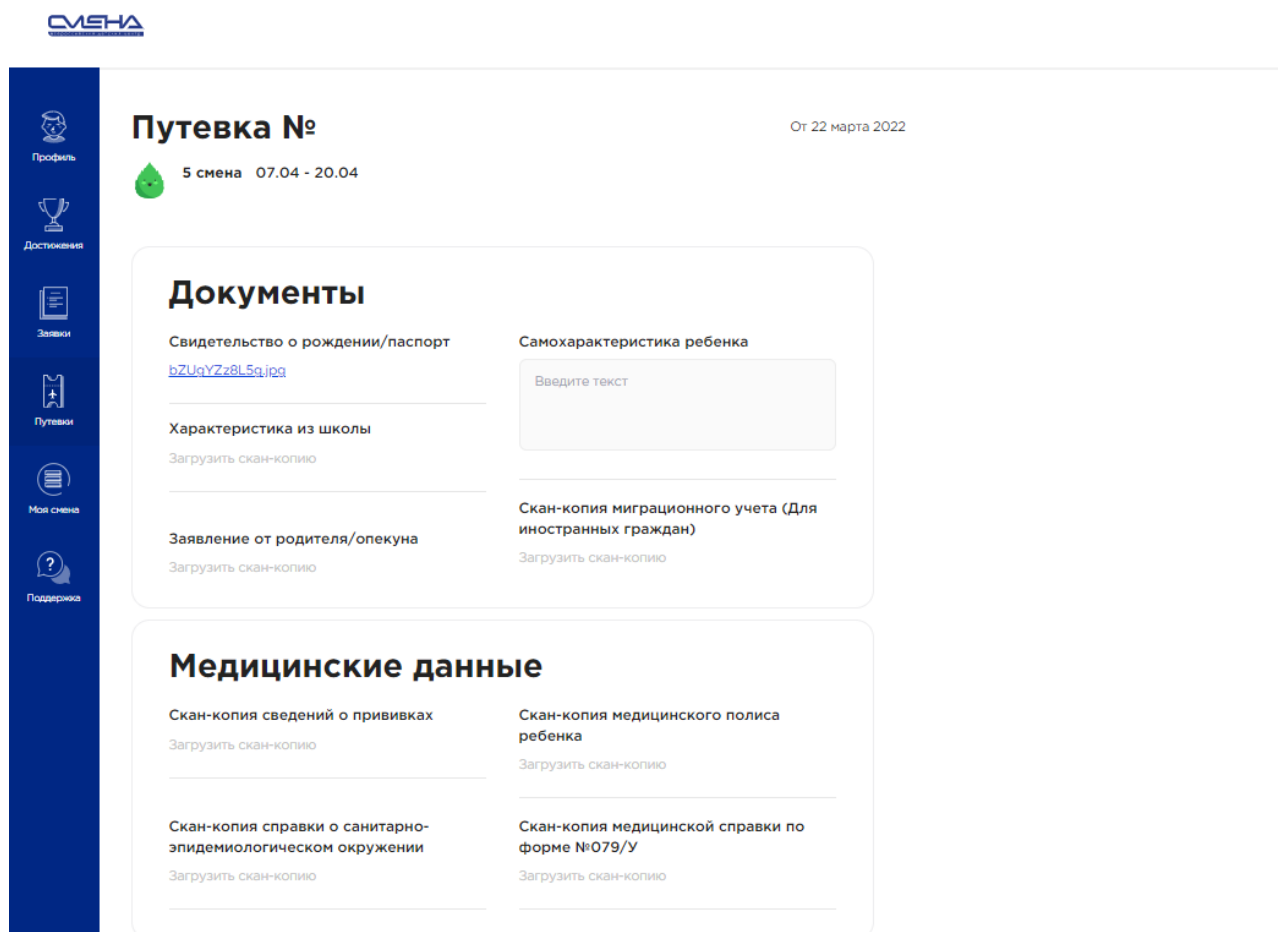 СМЕНА
Профиль
Достижения
Заявки
Путевки
Моя смена
Поддержка
Путевка №
От 22 марта 2022
5 смена 07.04 - 20.04
Документы
Свидетельство о рождении/паспорт
bZUgYZz8L5g.jpg
Характеристика из школы
Загрузить скан-копию
Заявление от родителя/опекуна
Загрузить скан-копию
Самохарактеристика ребенка
Введите текст
Скан-копия миграционного учета (Для
иностранных граждан)
Загрузить скан-копию
Медицинские данные
Скан-копия сведений о прививках
Загрузить скан-копию
Скан-копия справки о санитарно-
эпидемиологическом окружении
Загрузить скан-копию
Скан-копия медицинского полиса
ребенка
Загрузить скан-копию
Скан-копия медицинской справки по
форме №079/У
Загрузить скан-копию